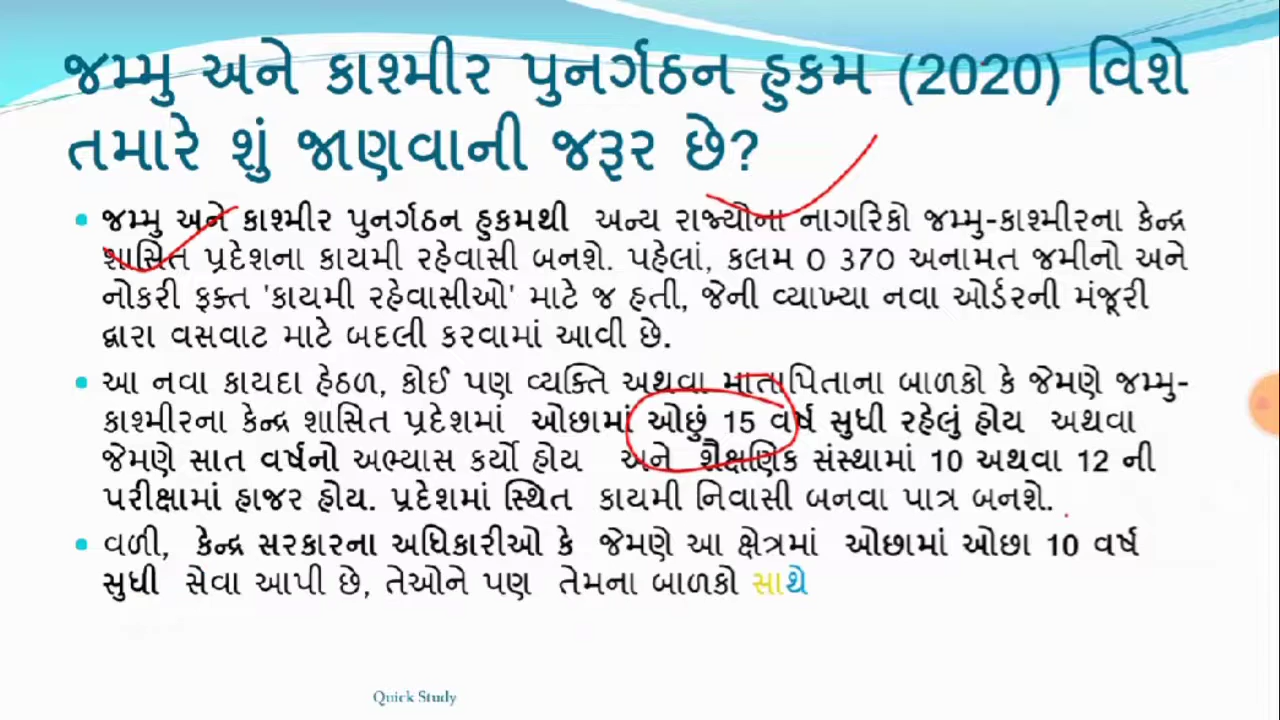 જમ્મુ અને કાશ્મીર પુનર્ગઠન હુકમ (2020) વિશે
તમારે શું જાણવાની જરૂર છે?
• જમ્મુ અને કાશ્મીર પુનર્ગઠન હુકમથી અન્ય રાજ્યોના નાગરિકો જમ્મુ-કાશ્મીરના કેન્દ્ર
શાસિત પ્રદેશના કાયમી રહેવાસી બનશે. પહેલાં, કલમ 0 370 અનામત જમીનો અને
નોકરી ફક્ત 'કાયમી રહેવાસીઓ' માટે જ હતી, જેની વ્યાખ્યા નવા ઓર્ડરની મંજૂરી
દ્વારા વસવાટ માટે બદલી કરવામાં આવી છે.
• આ નવા કાયદા હેઠળ, કોઈ પણ વ્યક્તિ અથવા માતાપિતાના બાળકો કે જેમણે જમ્મુ-
કાશ્મીરના કેન્દ્ર શાસિત પ્રદેશમાં ઓછામાં ઓછું 15 વર્ષ સુધી રહેલું હોય અથવા
જેમણે સાત વર્ષનો અભ્યાસ કર્યો હોય અને શૈક્ષણિક સંસ્થામાં 10 અથવા 12 ની
પરીક્ષામાં હાજર હોય. પ્રદેશમાં સ્થિત કાયમી નિવાસી બનવા પાત્ર બનશે.
• વળી, કેન્દ્ર સરકારના અધિકારીઓ કે જેમણે આ ક્ષેત્રમાં ઓછામાં ઓછા 10 વર્ષ
સુધી સેવા આપી છે, તેઓને પણ તેમના બાળકો સાથે
Quick Study